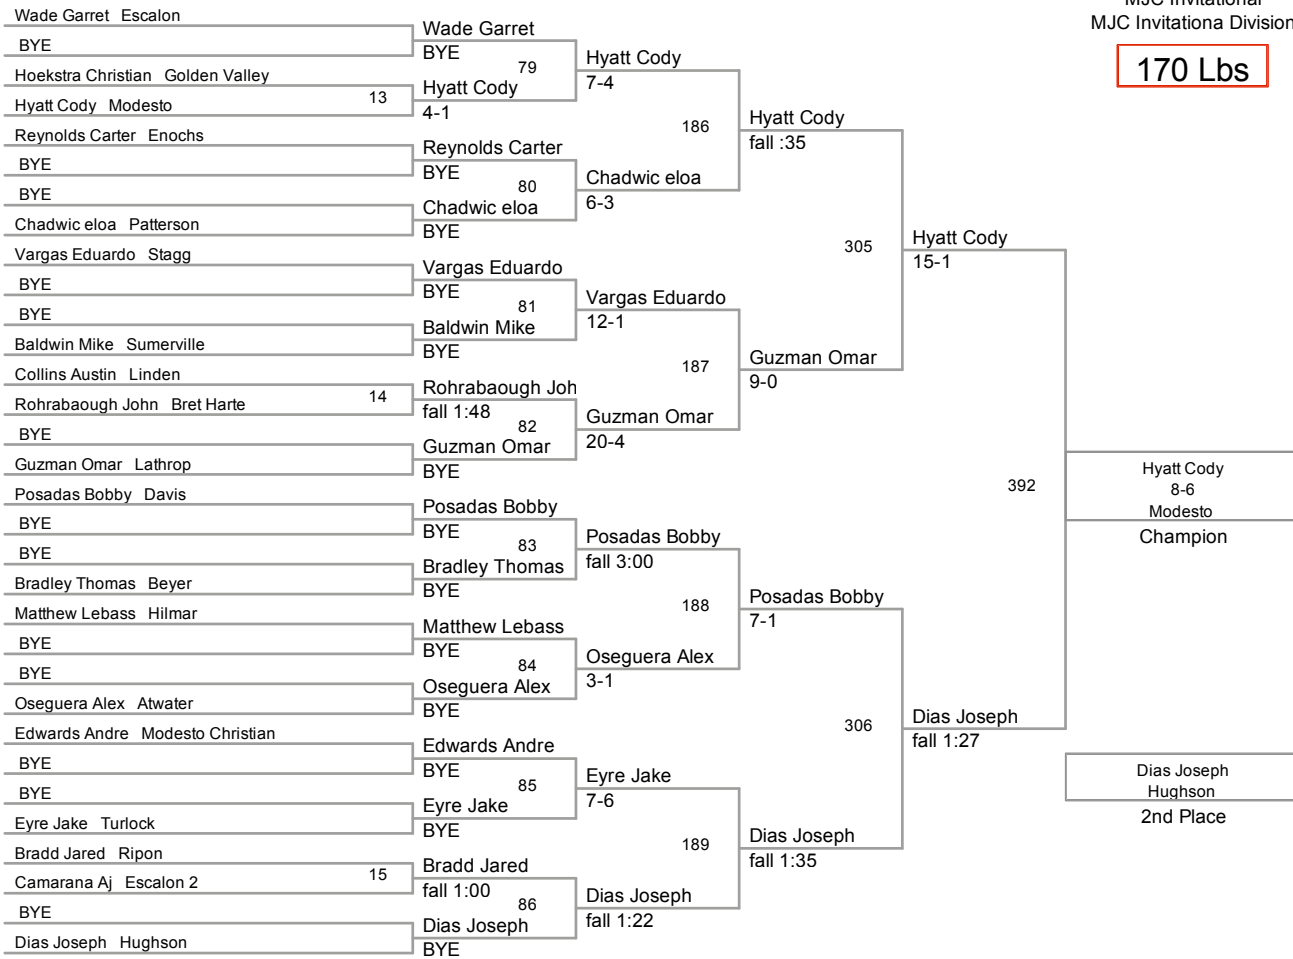 MJC Invitational
MJC Invitationa Division
170 Lbs
Wade Garret Escalon
BYE
Hoekstra Christian Golden Valley
13
Hyatt Cody Modesto
Reynolds Carter Enochs
BYE
BYE
Chadwic eloa Patterson
Vargas Eduardo Stagg
BYE
BYE
Baldwin Mike Sumerville
Collins Austin Linden
14
Rohrabaough John Bret Harte
BYE
Guzman Omar Lathrop
Posadas Bobby Davis
BYE
BYE
Bradley Thomas Beyer
Matthew Lebass Hilmar
BYE
BYE
Oseguera Alex Atwater
Edwards Andre Modesto Christian
BYE
BYE
Eyre Jake Turlock
Bradd Jared Ripon
15
Camarana Aj Escalon 2
BYE
Dias Joseph Hughson
Wade Garret
BYE
79
Hyatt Cody
4-1
Reynolds Carter
BYE
80
Chadwic eloa
BYE
Vargas Eduardo
BYE
81
Baldwin Mike
BYE
Rohrabaough Joh
fall 1:48
82
Guzman Omar
BYE
Posadas Bobby
BYE
83
Bradley Thomas
BYE
Matthew Lebass
BYE
84
Oseguera Alex
BYE
Edwards Andre
BYE
85
Eyre Jake
BYE
Bradd Jared
fall 1:00
86
Dias Joseph
BYE
Hyatt Cody
7-4
186
Chadwic eloa
6-3
Vargas Eduardo
12-1
187
Guzman Omar
20-4
Posadas Bobby
fall 3:00
188
Oseguera Alex
3-1
Eyre Jake
7-6
189
Dias Joseph
fall 1:22
Hyatt Cody
fall :35
305
Guzman Omar
9-0
Posadas Bobby
7-1
306
Dias Joseph
fall 1:35
Hyatt Cody
15-1
392
Dias Joseph
fall 1:27
Hyatt Cody
8-6
Modesto
Champion
Dias Joseph
Hughson
2nd Place